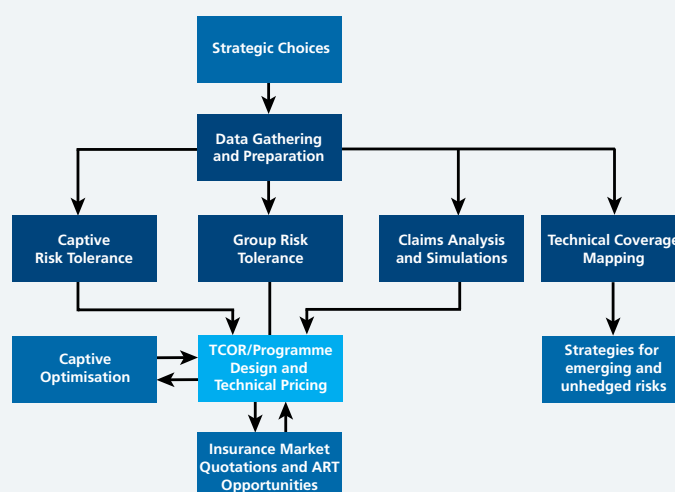 Strategic Choices
Data Gathering
and Preparation
Captive
Risk Tolerance
Group Risk
Tolerance
Claims Analysis
and Simulations
Technical Coverage
Mapping
Captive
Optimisation
TCOR/Programme
Design and
Technical Pricing
Strategies for
emerging and
unhedged risks
Insurance Market
Quotations and ART
Opportunities